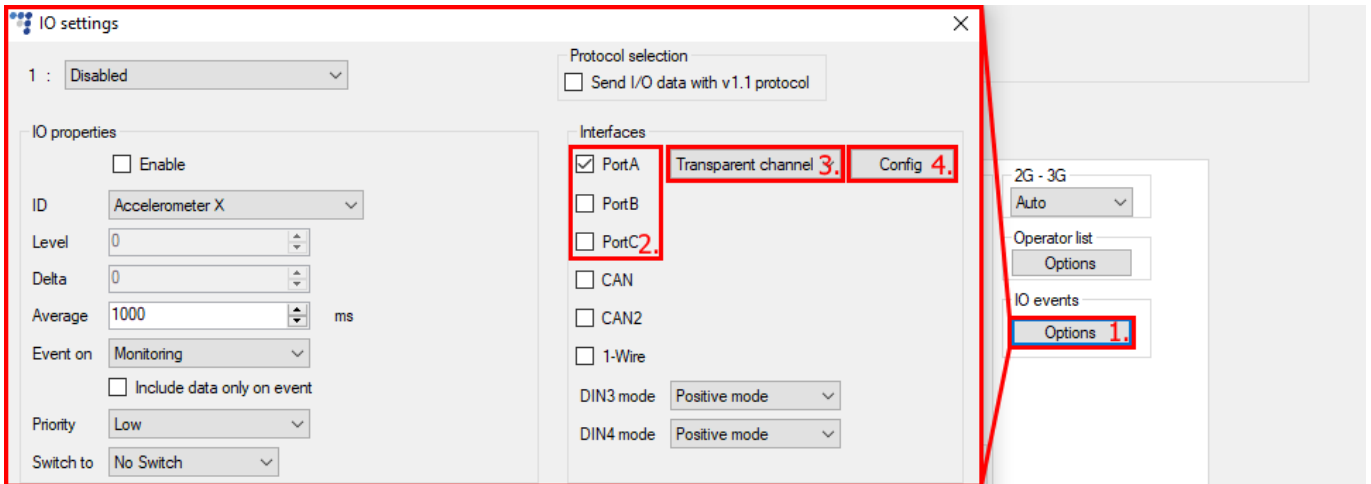 IO settings
1 : Disabled
Protocol selection
Send I/O data with v1.1 protocol
IO properties
Enable
ID Accelerometer X
Level 0
Delta 0
Average 1000 ms
Event on Monitoring
Include data only on event
Priority Low
Switch to No Switch
Interfaces
PortA Transparent channel 3. Config 4.
PortB
PortC 2.
CAN
CAN2
1-Wire
DIN3 mode Positive mode
DIN4 mode Positive mode
2G - 3G
Auto
Operator list
Options
IO events
Options 1.